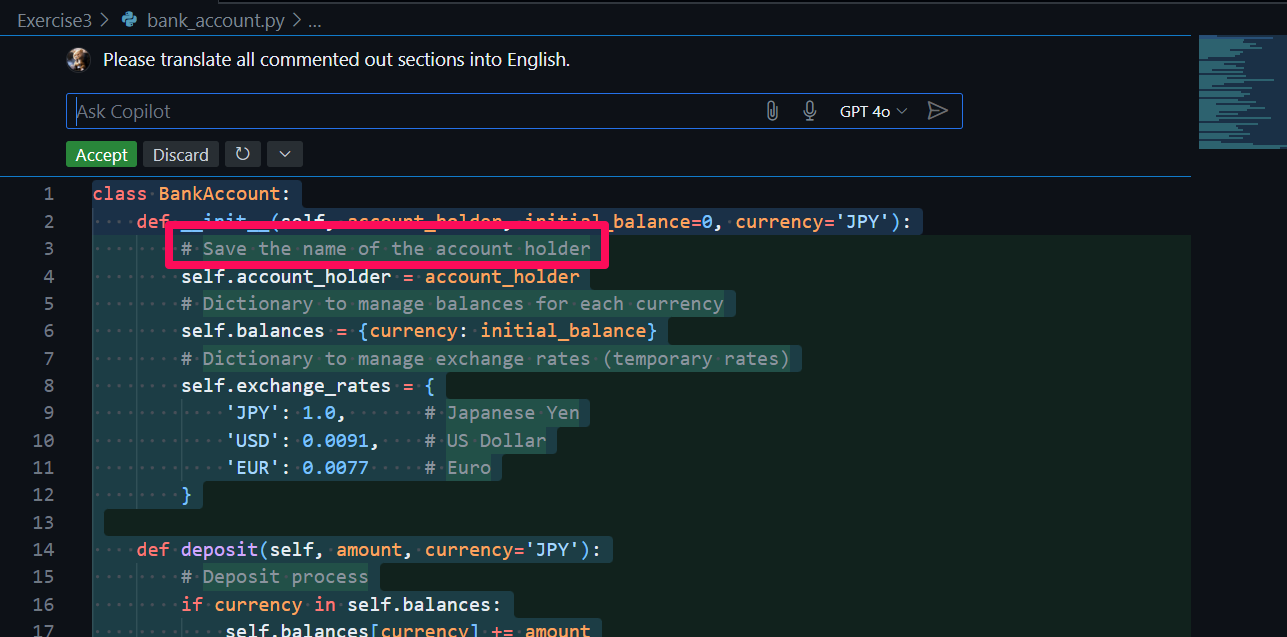 Exercise3 > bank_account.py > ...
Please translate all commented out sections into English.
Ask Copilot
GPT 4o
Accept Discard
1 class BankAccount:
2 def __init__(self, account_holder, initial_balance=0, currency='JPY'):
3 # Save the name of the account holder
4 self.account_holder = account_holder
5 # Dictionary to manage balances for each currency
6 self.balances = {currency: initial_balance}
7 # Dictionary to manage exchange rates (temporary rates)
8 self.exchange_rates = {
9 'JPY': 1.0, # Japanese Yen
10 'USD': 0.0091, # US Dollar
11 'EUR': 0.0077 # Euro
12 }
13
14 def deposit(self, amount, currency='JPY'):
15 # Deposit process
16 if currency in self.balances:
17 self.balances[currency] += amount